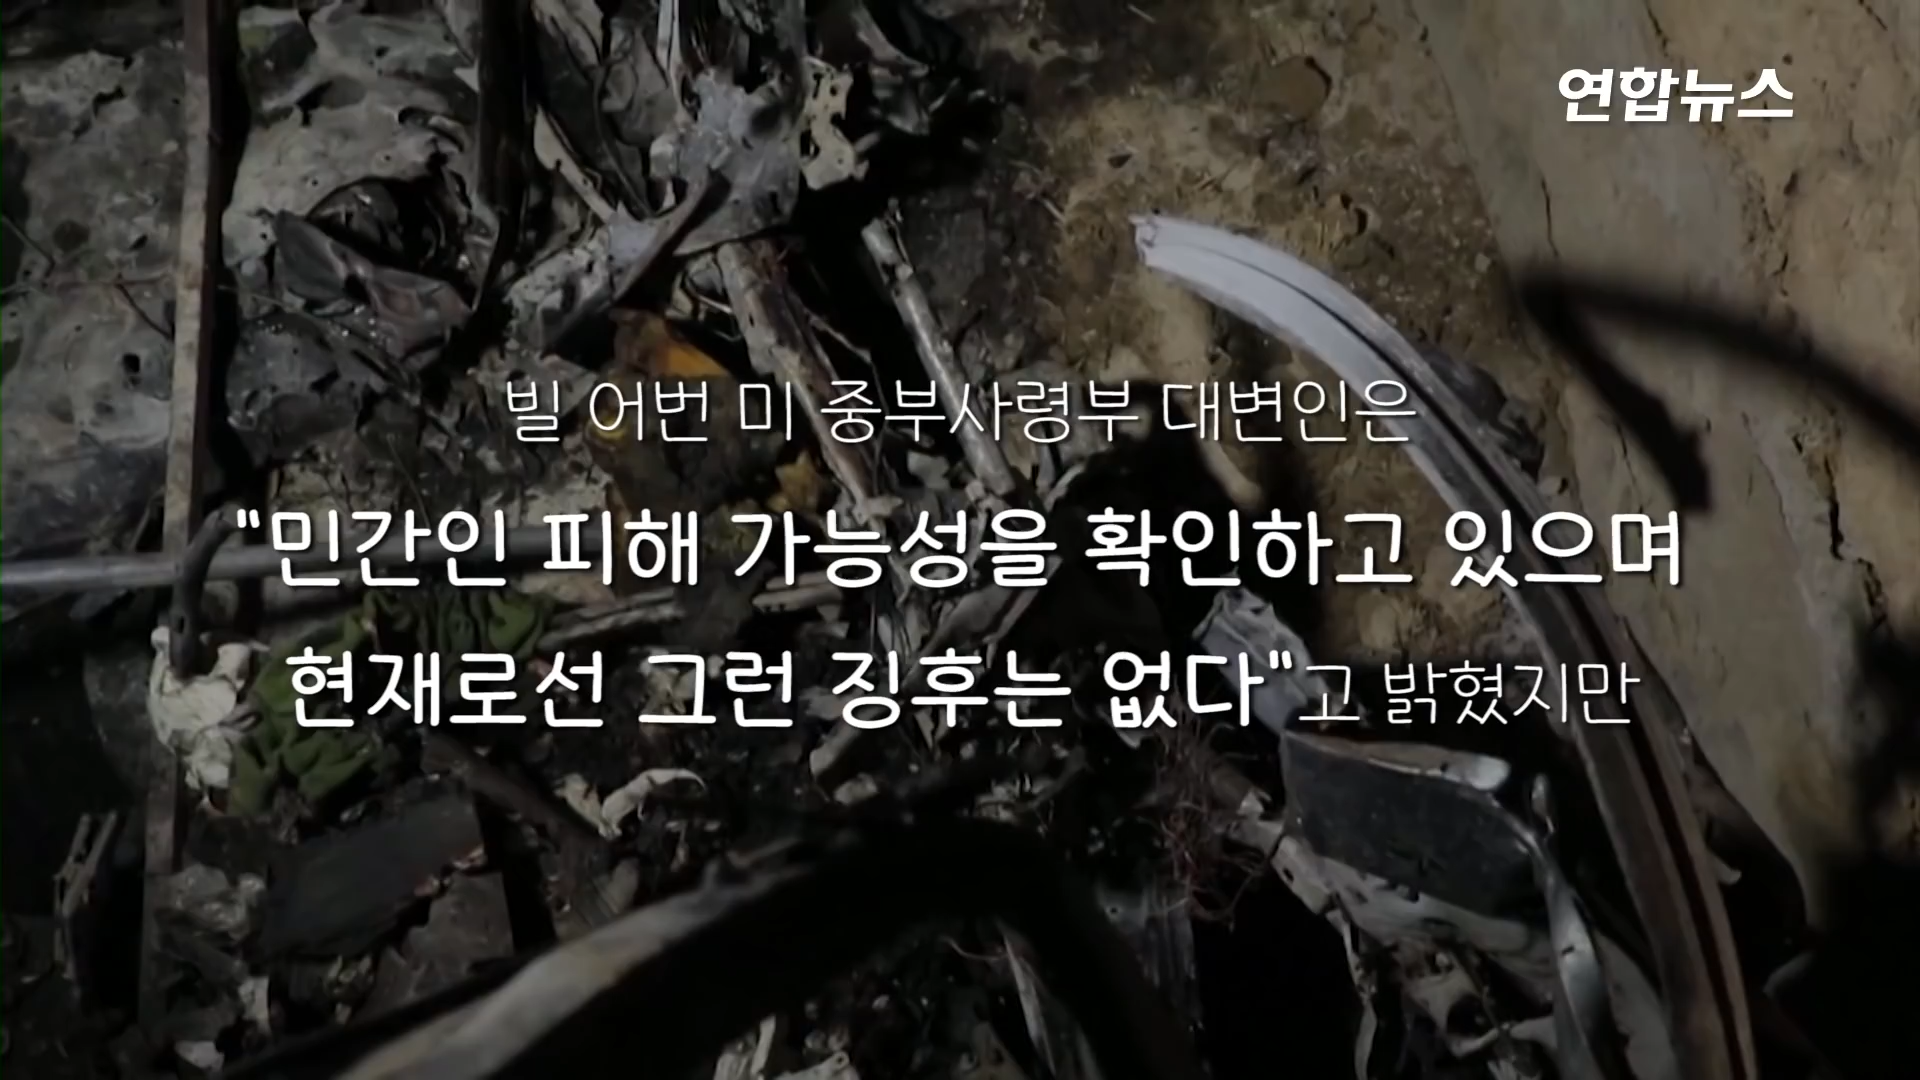 연합뉴스
빌 어번 미 중부사령부 대변인은
"민간인 피해 가능성을 확인하고 있으며
현재로선 그런 징후는 없다"고 밝혔지만